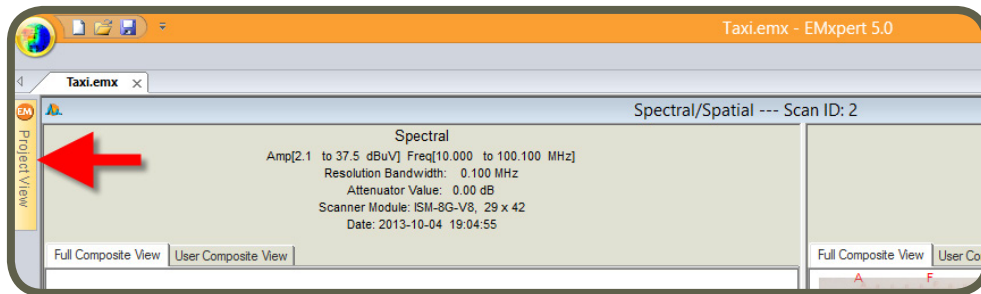 Taxi.emx - EMxpert 5.0
Taxi.emx
EM
Project View
Spectral/Spatial --- Scan ID: 2
Spectral
Amp[2.1 to 37.5 dBuV] Freq[10.000 to 100.100 MHz]
Resolution Bandwidth: 0.100 MHz
Attenuator Value: 0.00 dB
Scanner Module: ISM-8G-V8, 29 x 42
Date: 2013-10-04 19:04:55
Full Composite View User Composite View
Full Composite View User Co
A F